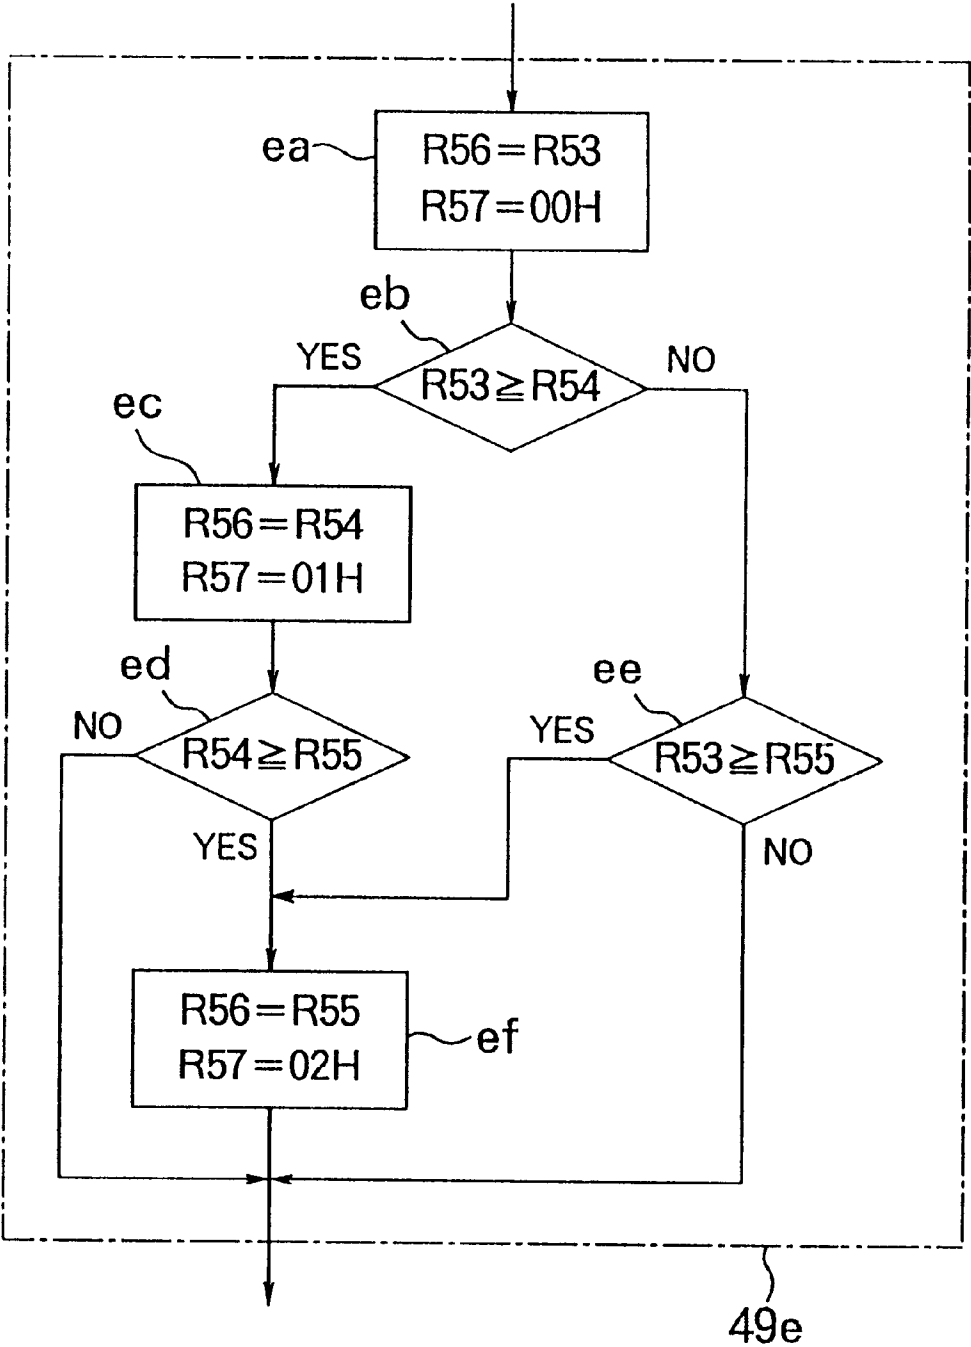 ea
R56=R53
R57=00H
eb
YES
R53≧R54
NO
ec
R56=R54
R57=01H
ed
NO
R54≧R55
YES
ee
YES
R53≧R55
NO
R56=R55
R57=02H
ef
49e